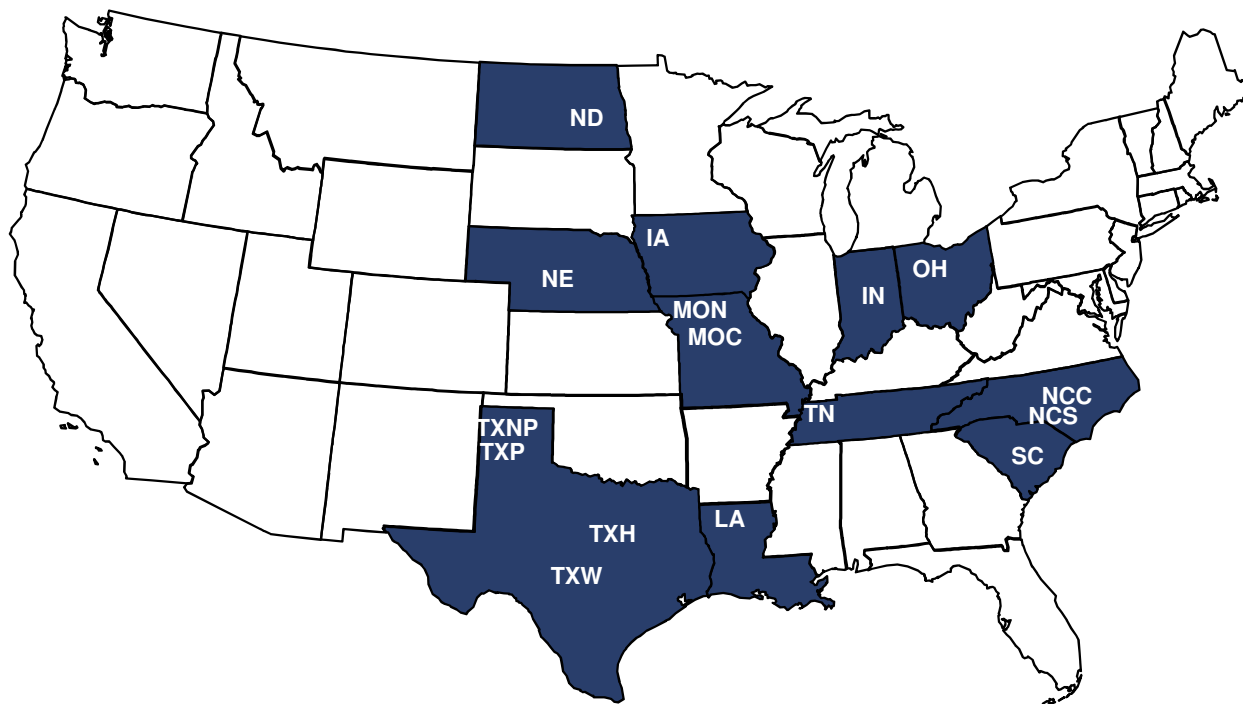 ND
IA
NE
OH
IN
MON
MOC
TN
NCC
NCS
TXNP
TXP
SC
LA
TXH
TXW